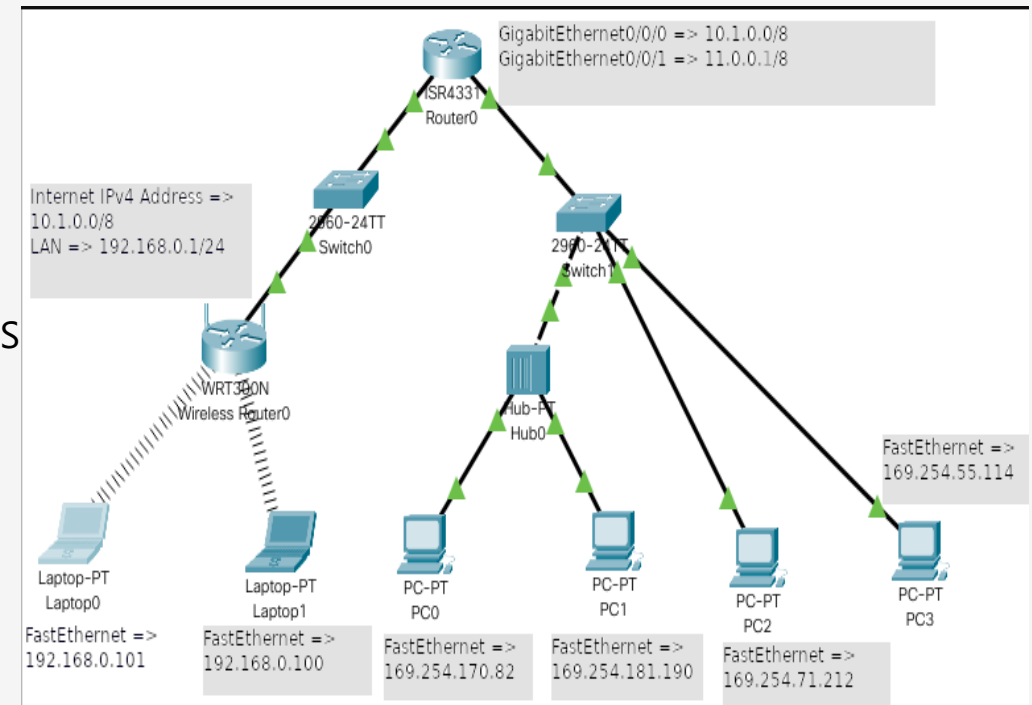 GigabitEthernet0/0/0 => 10.1.0.0/8
GigabitEthernet0/0/1 => 11.0.0.1/8
ISR4331
Router0
Internet IPv4 Address =>
10.1.0.0/8
LAN => 192.168.0.1/24
2960-24TT
Switch0
2960-24TT
Switch1
S
WRT300N
Wireless Router0
Hub-PT
Hub0
FastEthernet =>
169.254.55.114
Laptop-PT
Laptop0
Laptop-PT
Laptop1
PC-PT
PC0
PC-PT
PC1
PC-PT
PC2
PC-PT
PC3
FastEthernet =>
192.168.0.101
FastEthernet =>
192.168.0.100
FastEthernet =>
169.254.170.82
FastEthernet =>
169.254.181.190
FastEthernet =>
169.254.71.212